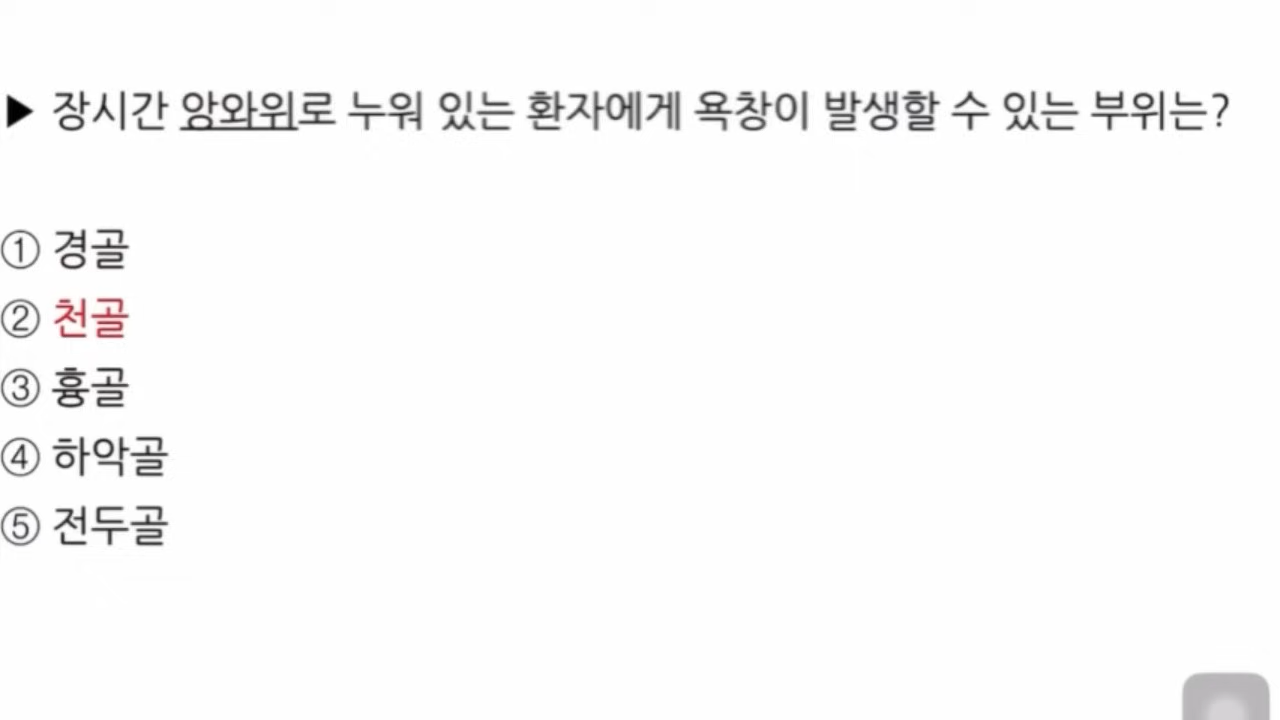 ▶ 장시간 앙와위로 누워 있는 환자에게 욕창이 발생할 수 있는 부위는?
① 경골
② 천골
③ 흉골
④ 하악골
⑤ 전두골